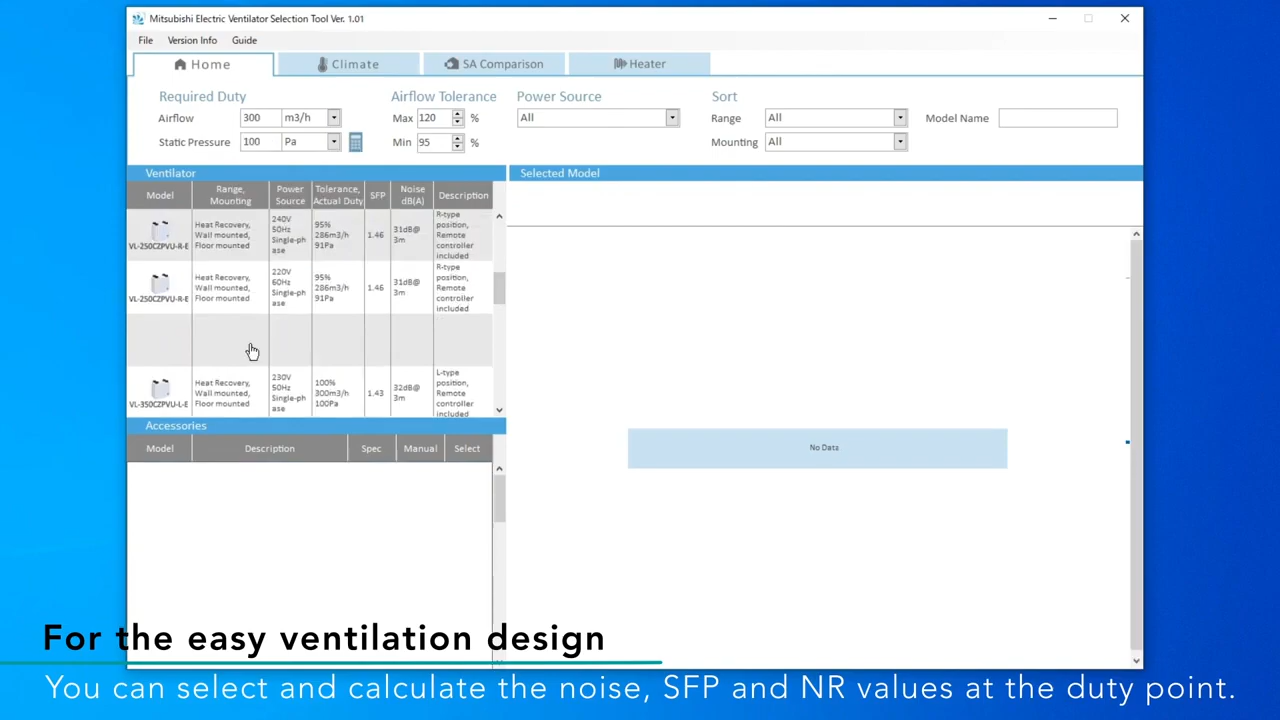 Mitsubishi Electric Ventilator Selection Tool Ver. 1.01
File Version Info Guide
Home Climate SA Comparison Heater
Required Duty Airflow Tolerance Power Source Sort
Airflow 300 m3/h Max 120 % All Range All Model Name
Static Pressure 100 Pa Min 95 % Mounting All
Ventilator Selected Model
Model Range, Mounting Power Source Tolerance, Actual Duty SFP Noise dB(A) Description
VL-250CZPVU-R-E Heat Recovery, Wall mounted, Floor mounted 240V 50Hz Single-phase 95% 286m3/h 91Pa 1.46 31dB@ 3m R-type position, Remote controller included
VL-250CZPVU-R-E Heat Recovery, Wall mounted, Floor mounted 220V 60Hz Single-phase 95% 286m3/h 91Pa 1.46 31dB@ 3m R-type position, Remote controller included
VL-350CZPVU-L-E Heat Recovery, Wall mounted, Floor mounted 230V 50Hz Single-phase 100% 300m3/h 100Pa 1.43 32dB@ 3m L-type position, Remote controller included
Accessories
Model Description Spec Manual Select
No Data
For the easy ventilation design
You can select and calculate the noise, SFP and NR values at the duty point.